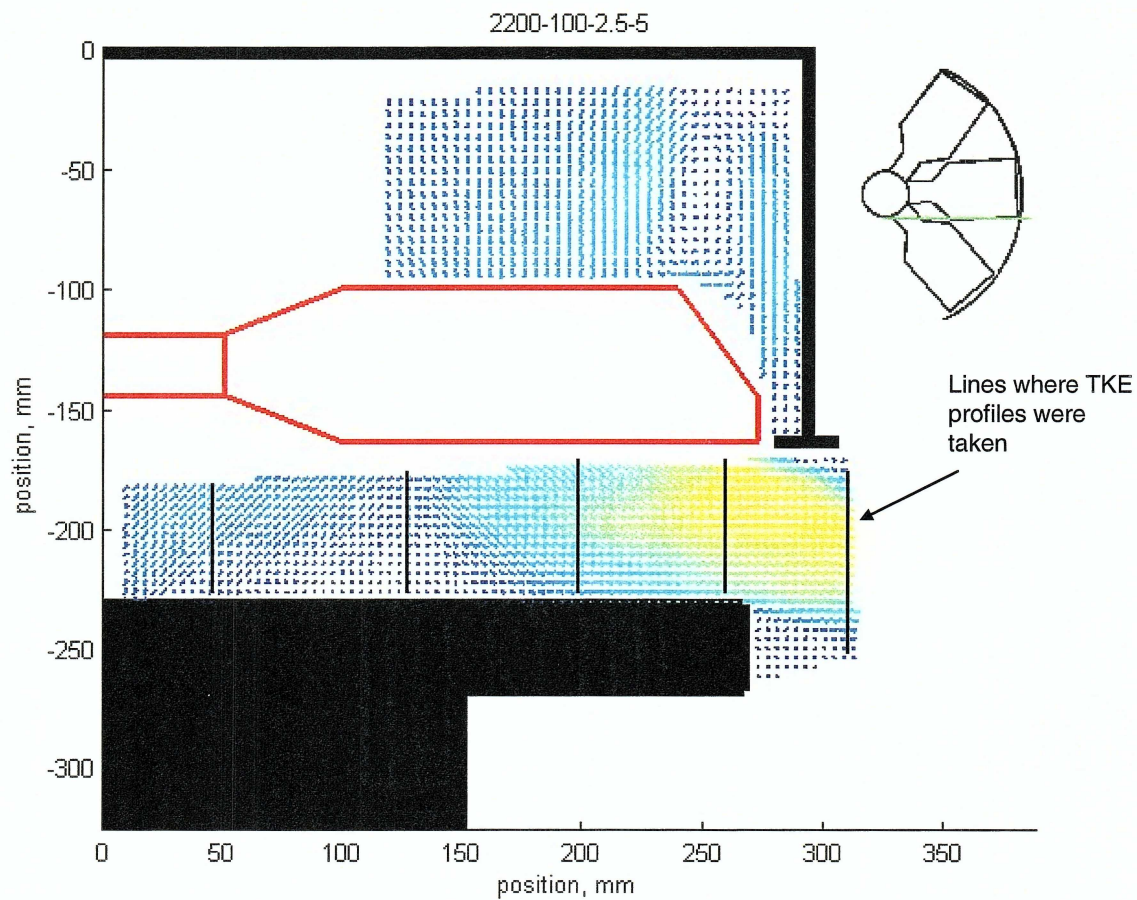 2200-100-2.5-5
0
-50
-100
-150
-200
-250
-300
position, mm
0 50 100 150 200 250 300 350
position, mm
Lines where TKE
profiles were
taken